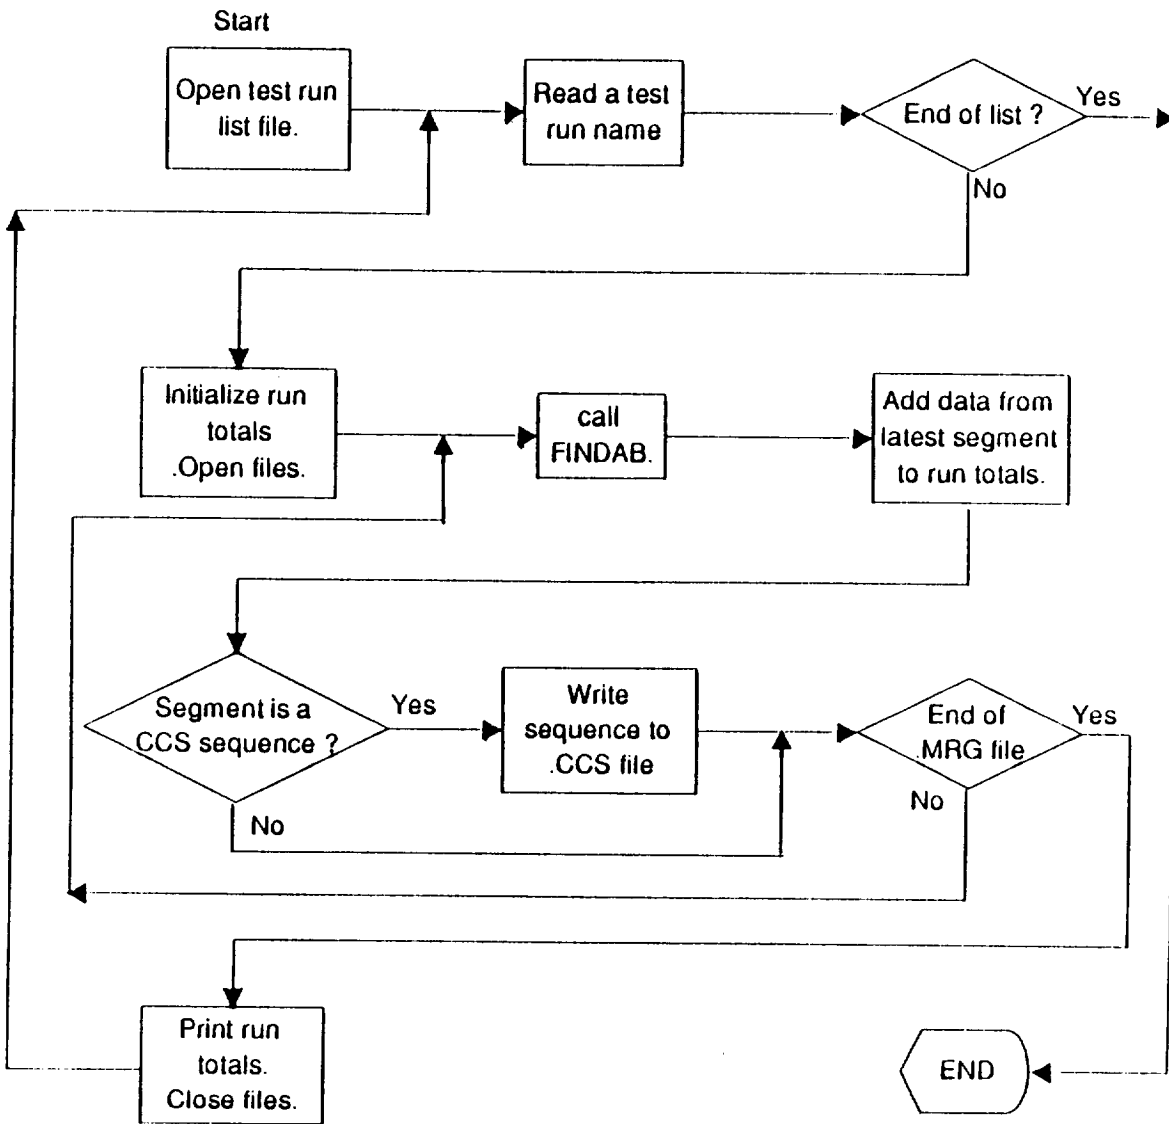 Start
Open test run
list file.
Read a test
run name
End of list ?
Yes
No
Initialize run
totals
.Open files.
call
FINDAB.
Add data from
latest segment
to run totals.
Segment is a
CCS sequence ?
Yes
No
Write
sequence to
.CCS file
End of
.MRG file
Yes
No
Print run
totals.
Close files.
END